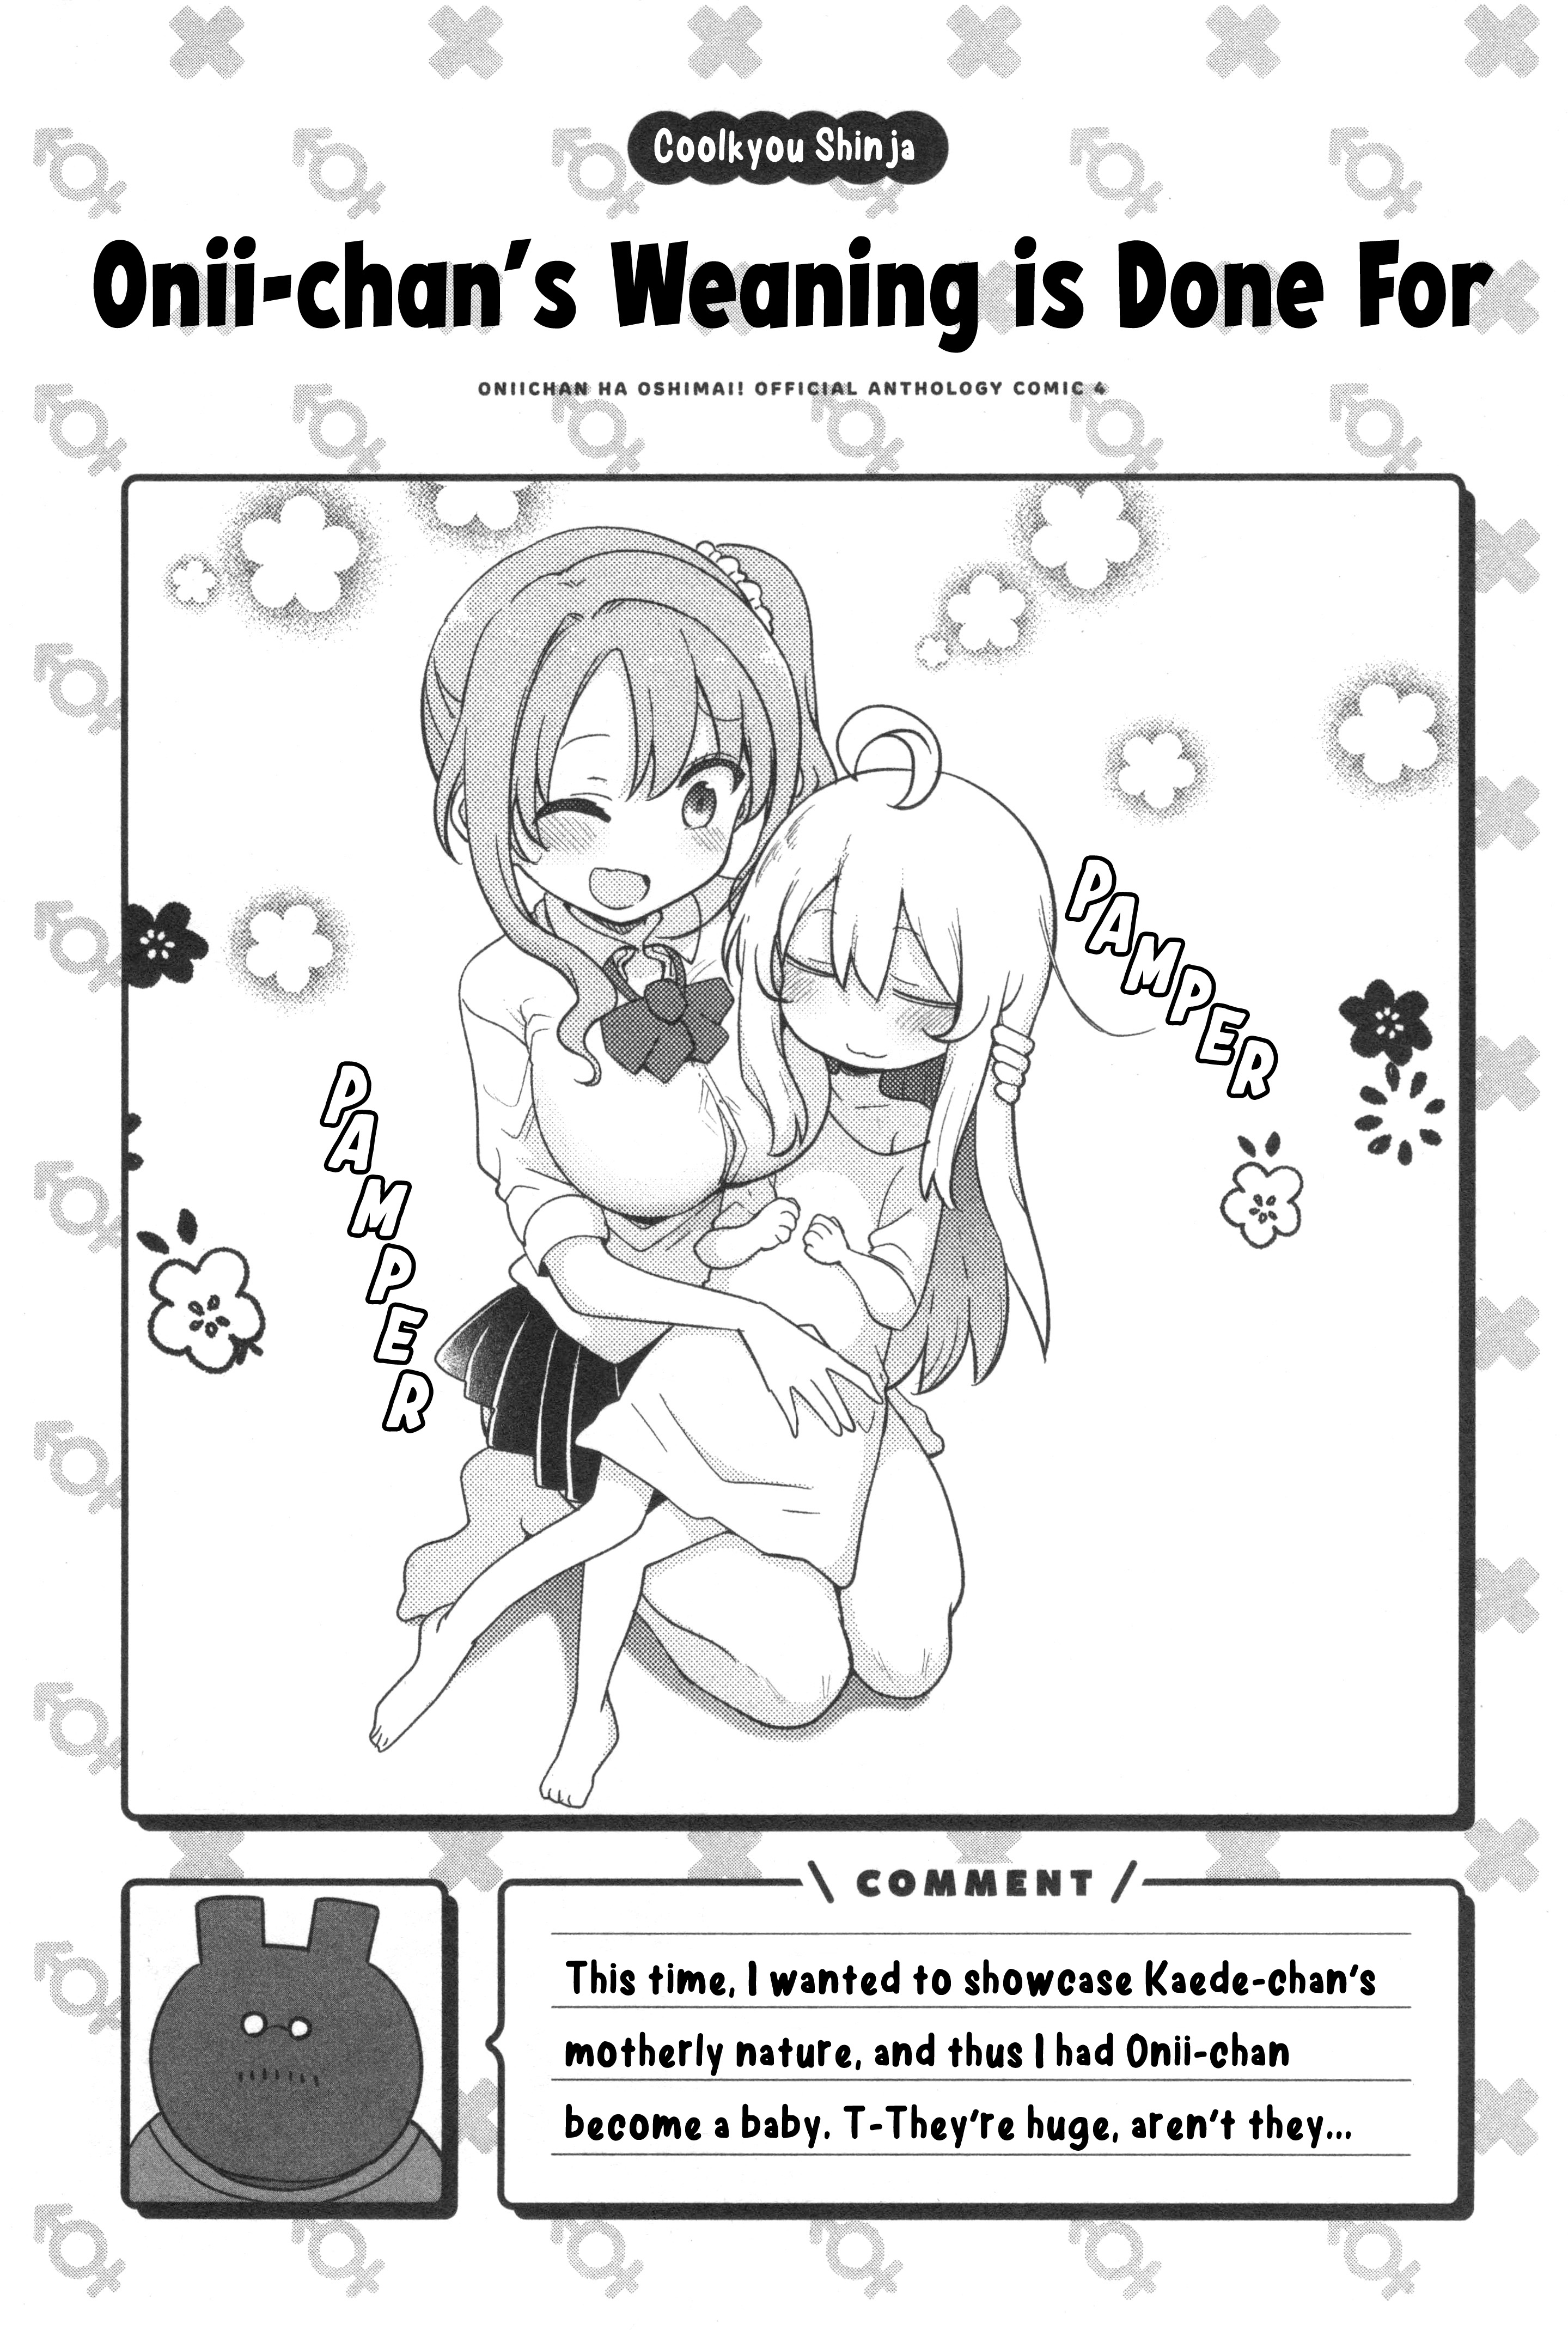 Coolkyou Shinja
Onii-chan's Weaning is Done For
ONIICHAN HA OSHIMAI! OFFICIAL ANTHOLOGY COMIC 4
PAMPER
PAMPER
COMMENT
This time, I wanted to showcase Kaede-chan's
motherly nature, and thus I had Onii-chan
become a baby. T-They're huge, aren't they...